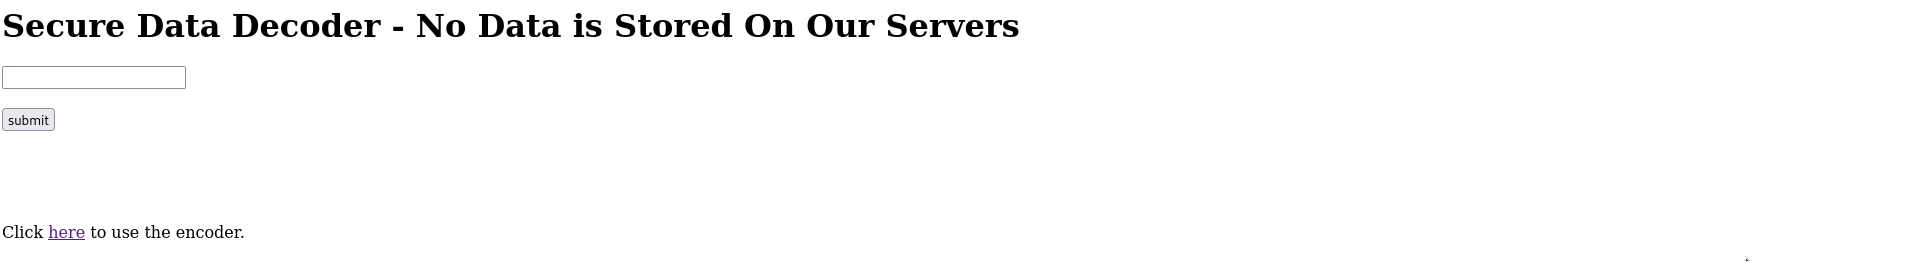 Secure Data Decoder - No Data is Stored On Our Servers
submit
Click here to use the encoder.